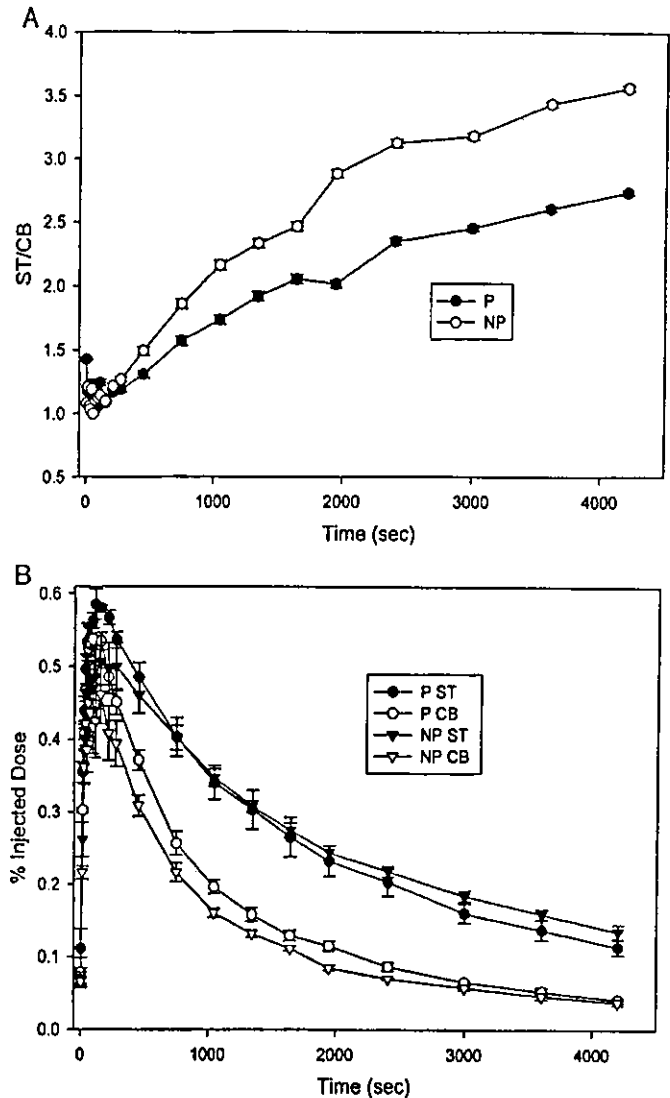 A
4.0
3.5
3.0
2.5
2.0
1.5
1.0
0.5
ST/CB
P
NP
0 1000 2000 3000 4000
Time (sec)
B
0.6
0.5
0.4
0.3
0.2
0.1
0.0
% Injected Dose
P ST
P CB
NP ST
NP CB
0 1000 2000 3000 4000
Time (sec)